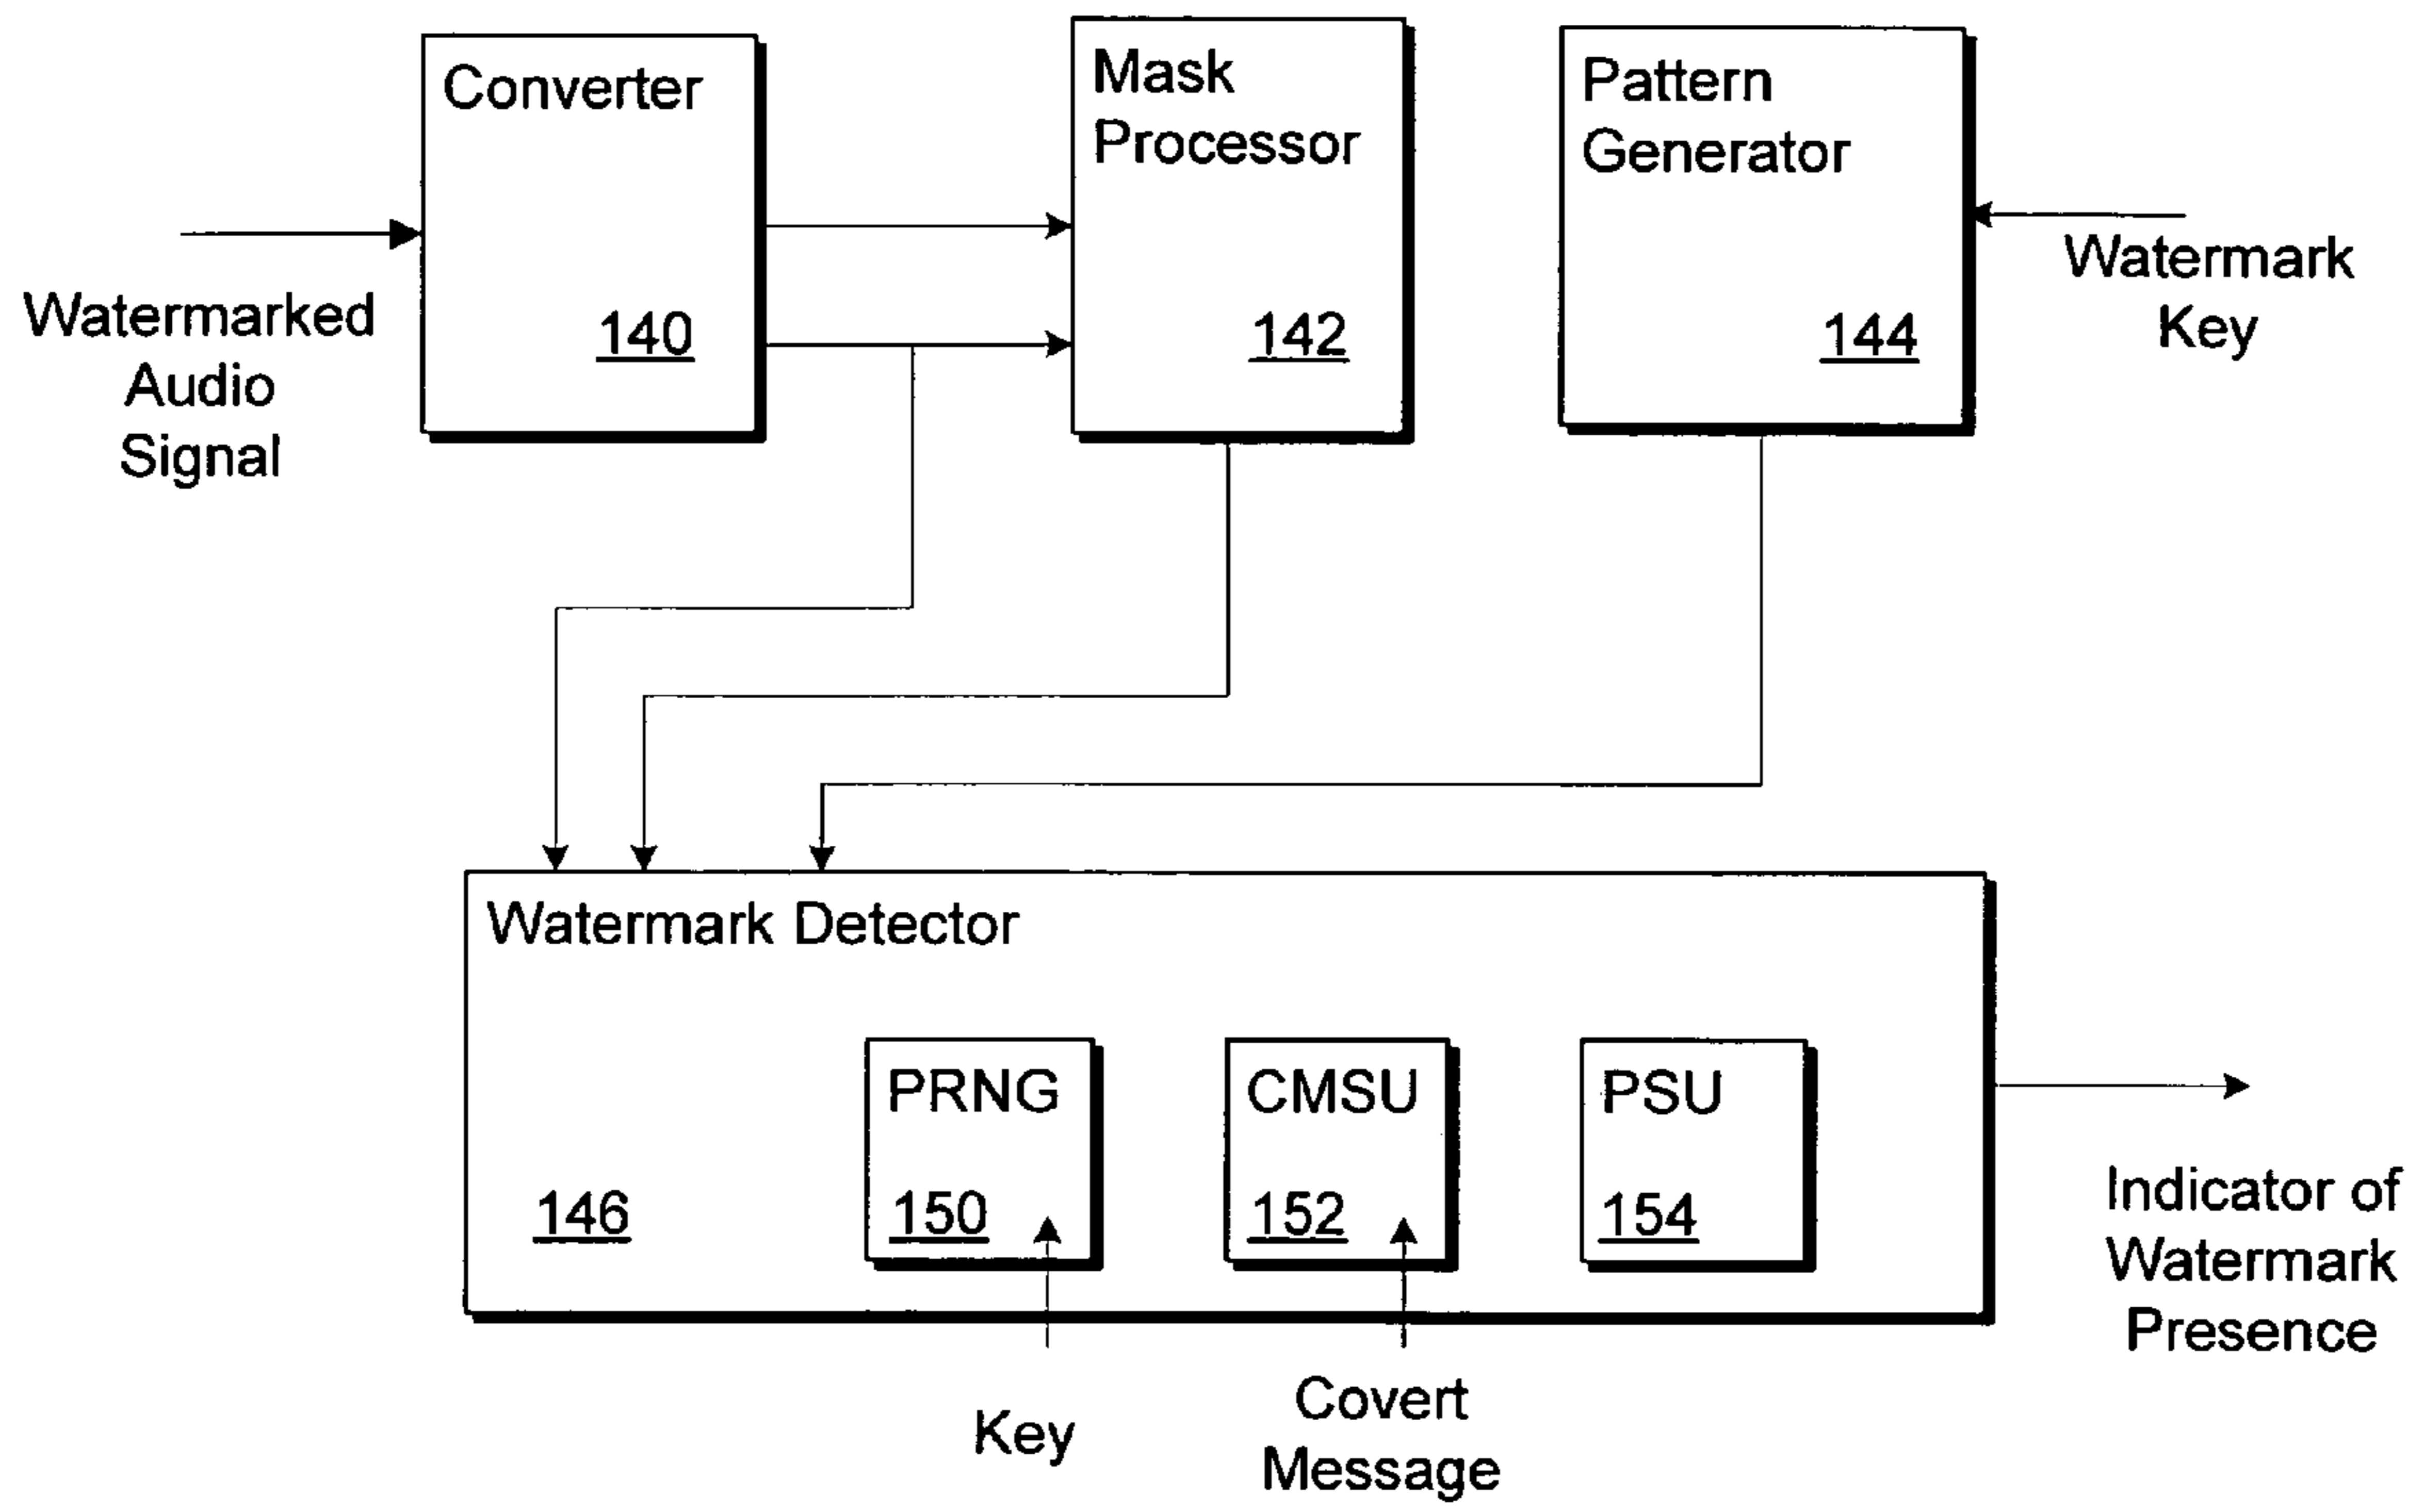 Converter
140
Mask
Processor
142
Pattern
Generator
144
Watermarked
Audio
Signal
Watermark
Key
Watermark Detector
146
PRNG
150
CMSU
152
PSU
154
Key
Covert
Message
Indicator of
Watermark
Presence